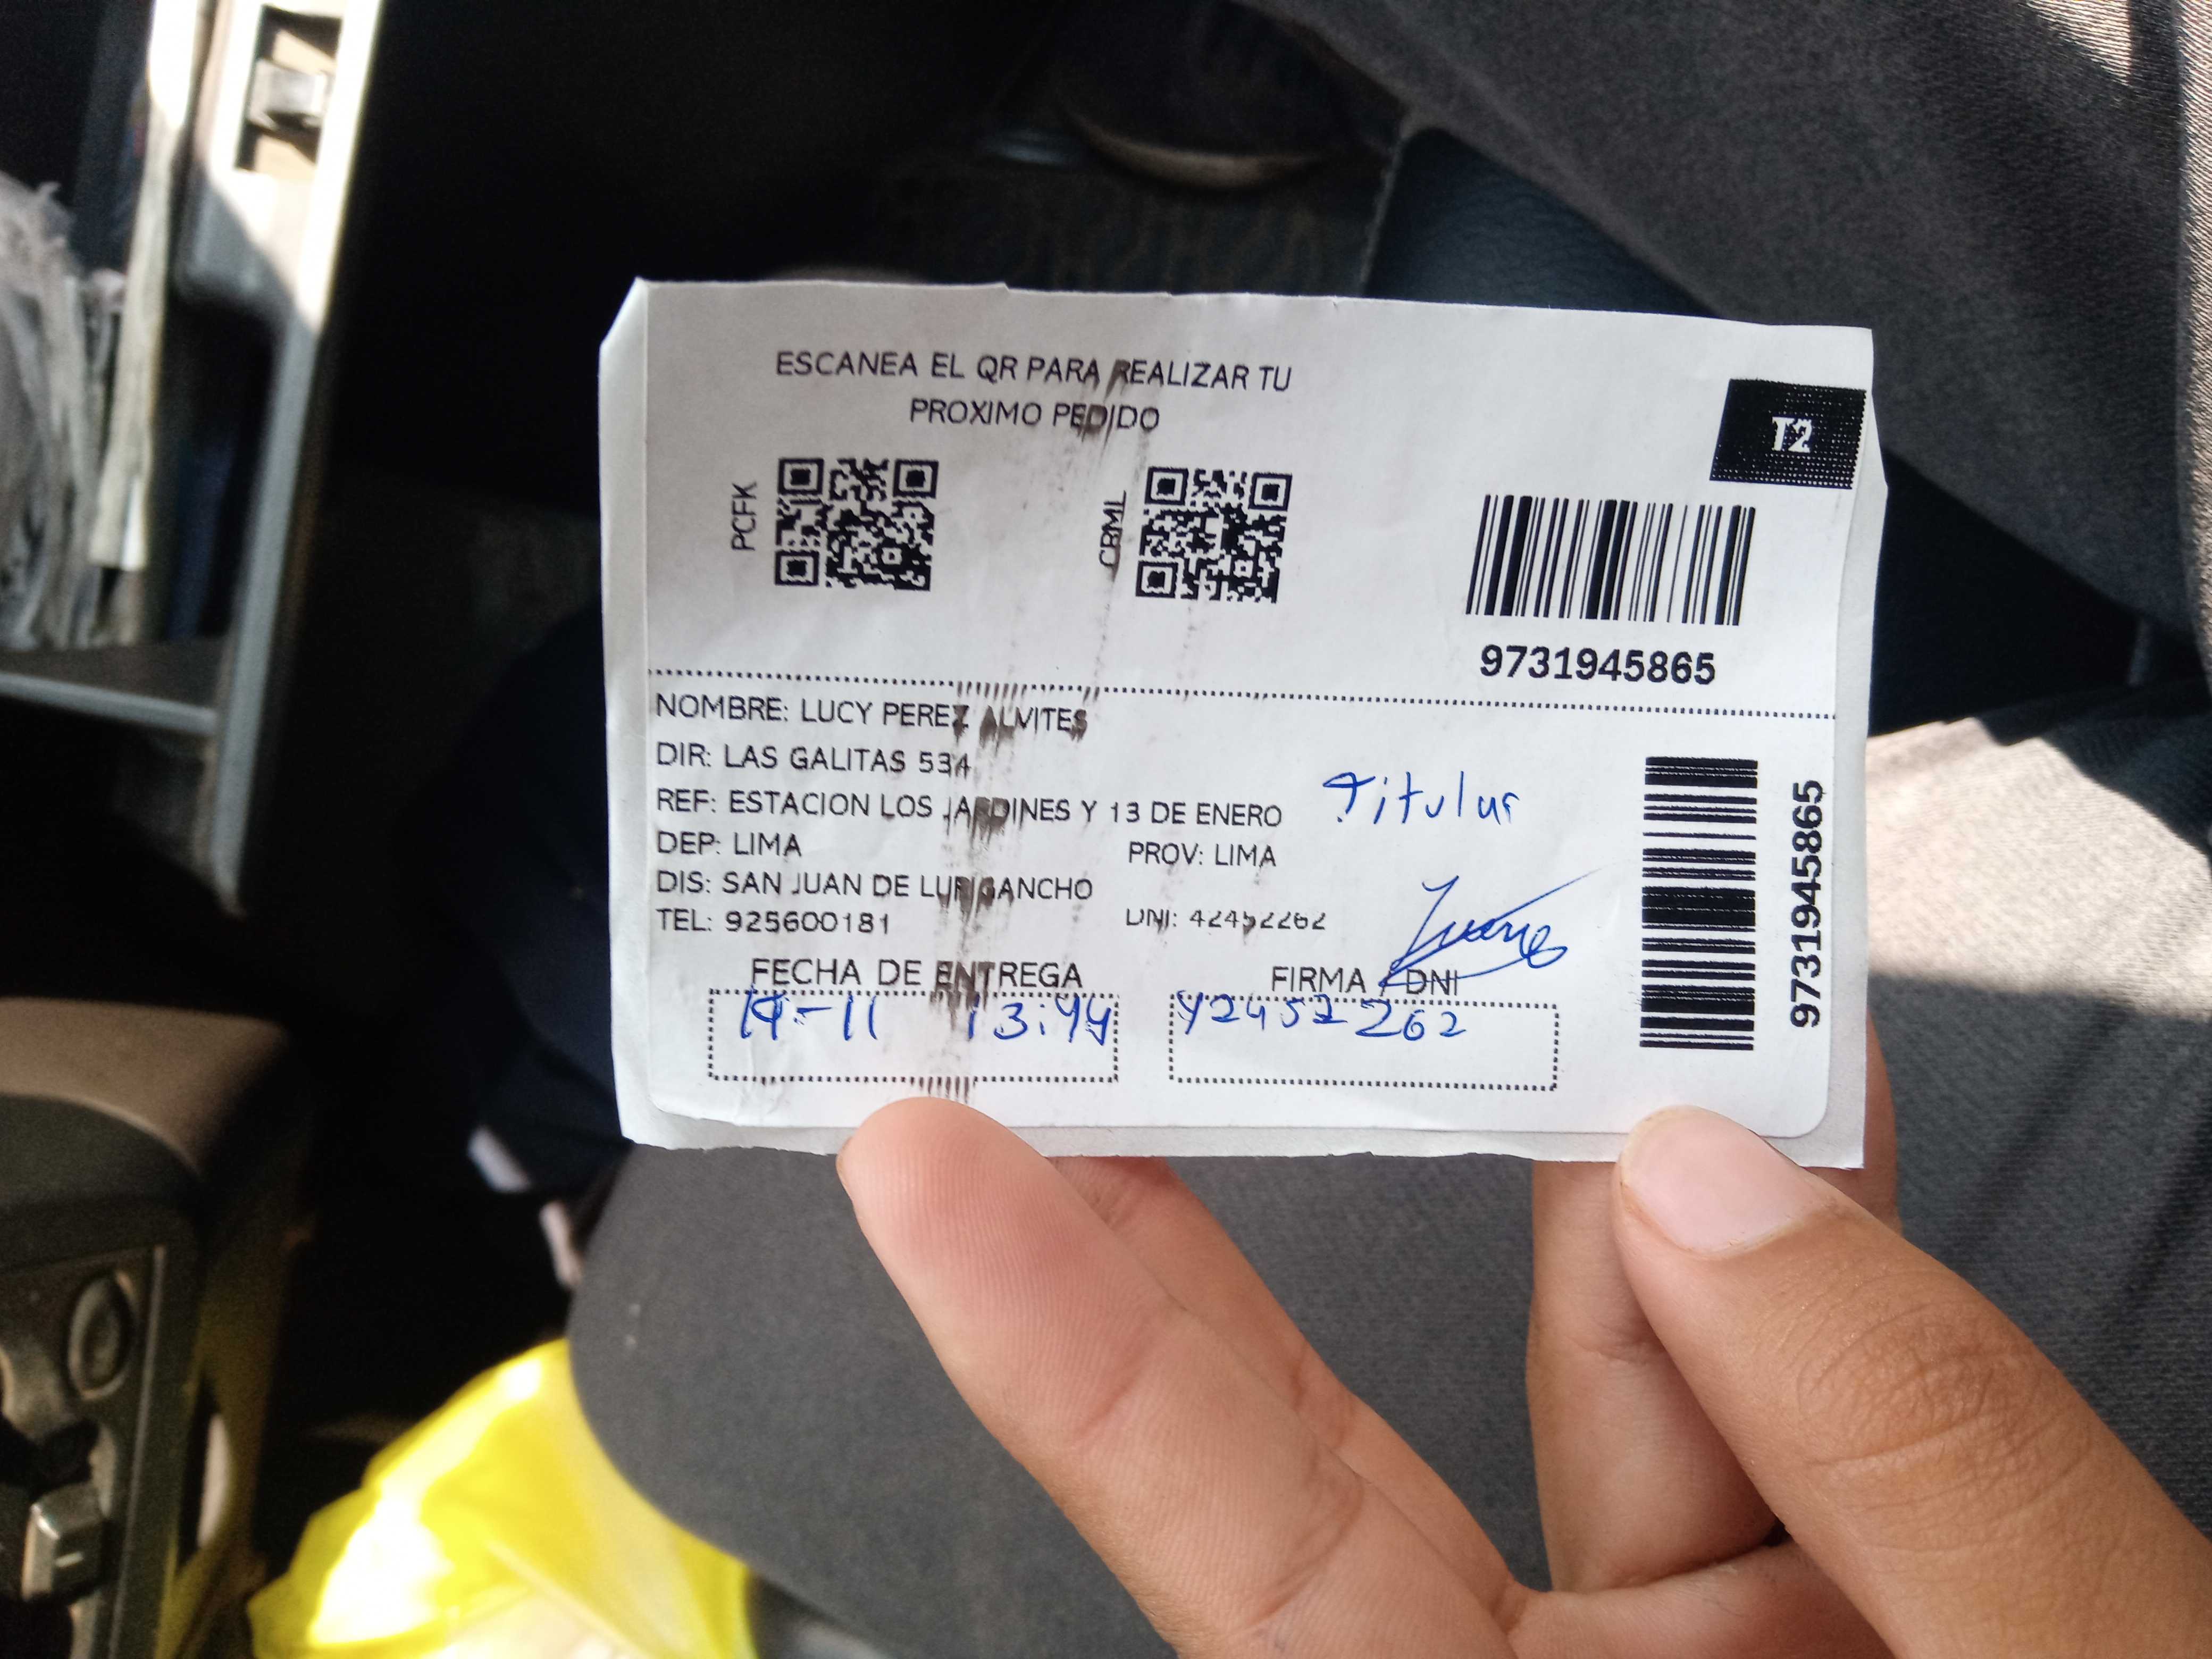 ESCANEA EL QR PARA REALIZAR TU
PROXIMO PEDIDO
T2
PCFK
CRML
9731945865
NOMBRE: LUCY PEREZ ALVITES
DIR: LAS GALITAS 534
REF: ESTACION LOS JARDINES Y 13 DE ENERO
Titular
DEP: LIMA PROV: LIMA
DIS: SAN JUAN DE LURIGANCHO
TEL: 925600181 DNI: 42452262
9731945865
FECHA DE ENTREGA FIRMA / DNI
13:44 42452262